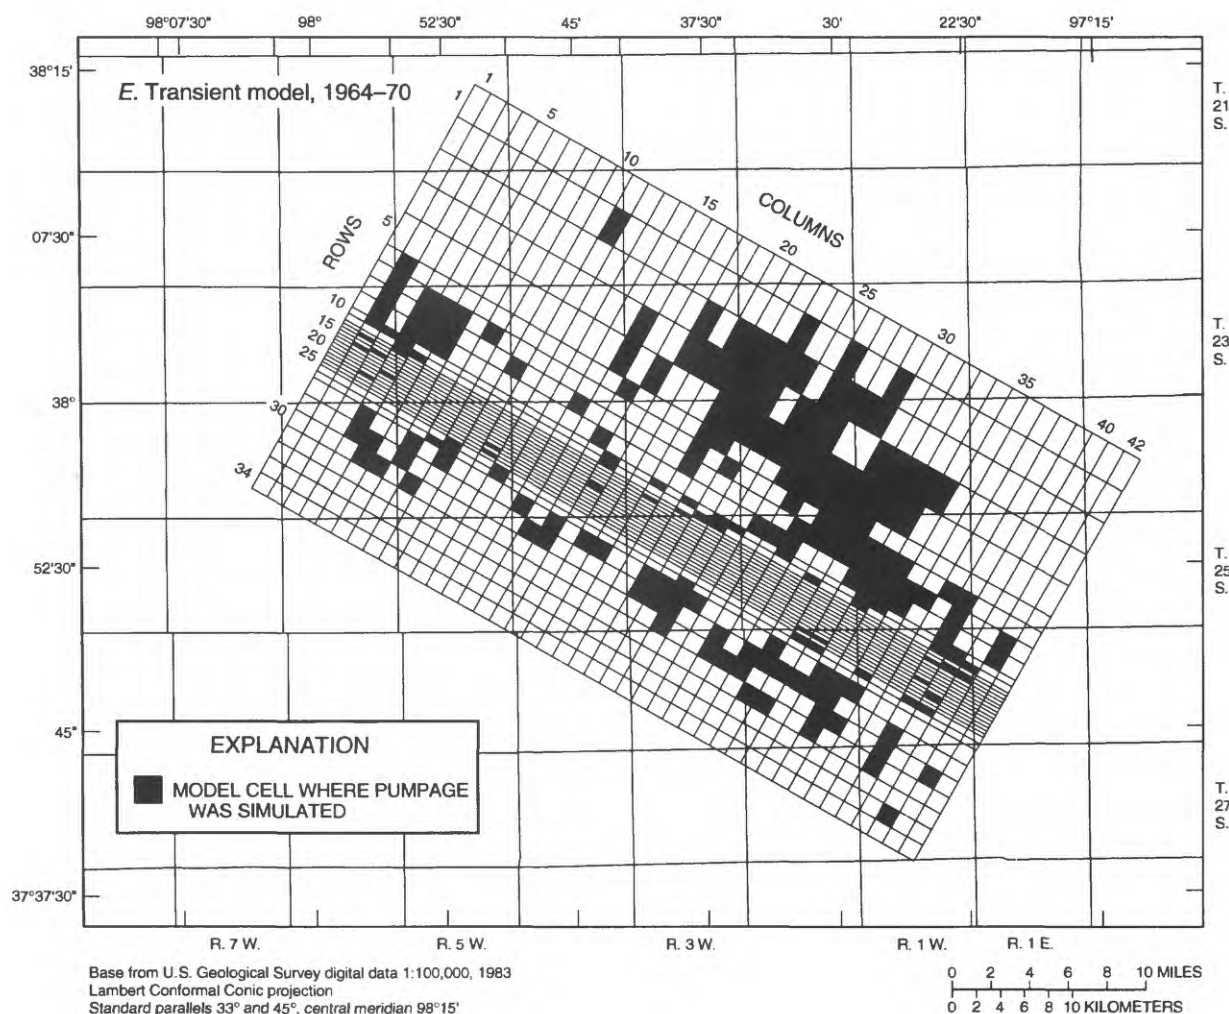 98°07'30" 98° 52'30" 45' 37'30" 30' 22'30" 97°15'
38°15'
E. Transient model, 1964–70
T. 21 S.
1 5 10 15 20 25 30 35 40 42
COLUMNS
1 5 10 15 20 25 30 34
ROWS
07'30"
T. 23 S.
38°
T. 25 S.
52'30"
45"
EXPLANATION
MODEL CELL WHERE PUMPAGE
WAS SIMULATED
T. 27 S.
37°37'30"
R. 7 W. R. 5 W. R. 3 W. R. 1 W. R. 1 E.
Base from U.S. Geological Survey digital data 1:100,000, 1983
Lambert Conformal Conic projection
Standard parallels 33° and 45°, central meridian 98°15'
0 2 4 6 8 10 MILES
0 2 4 6 8 10 KILOMETERS